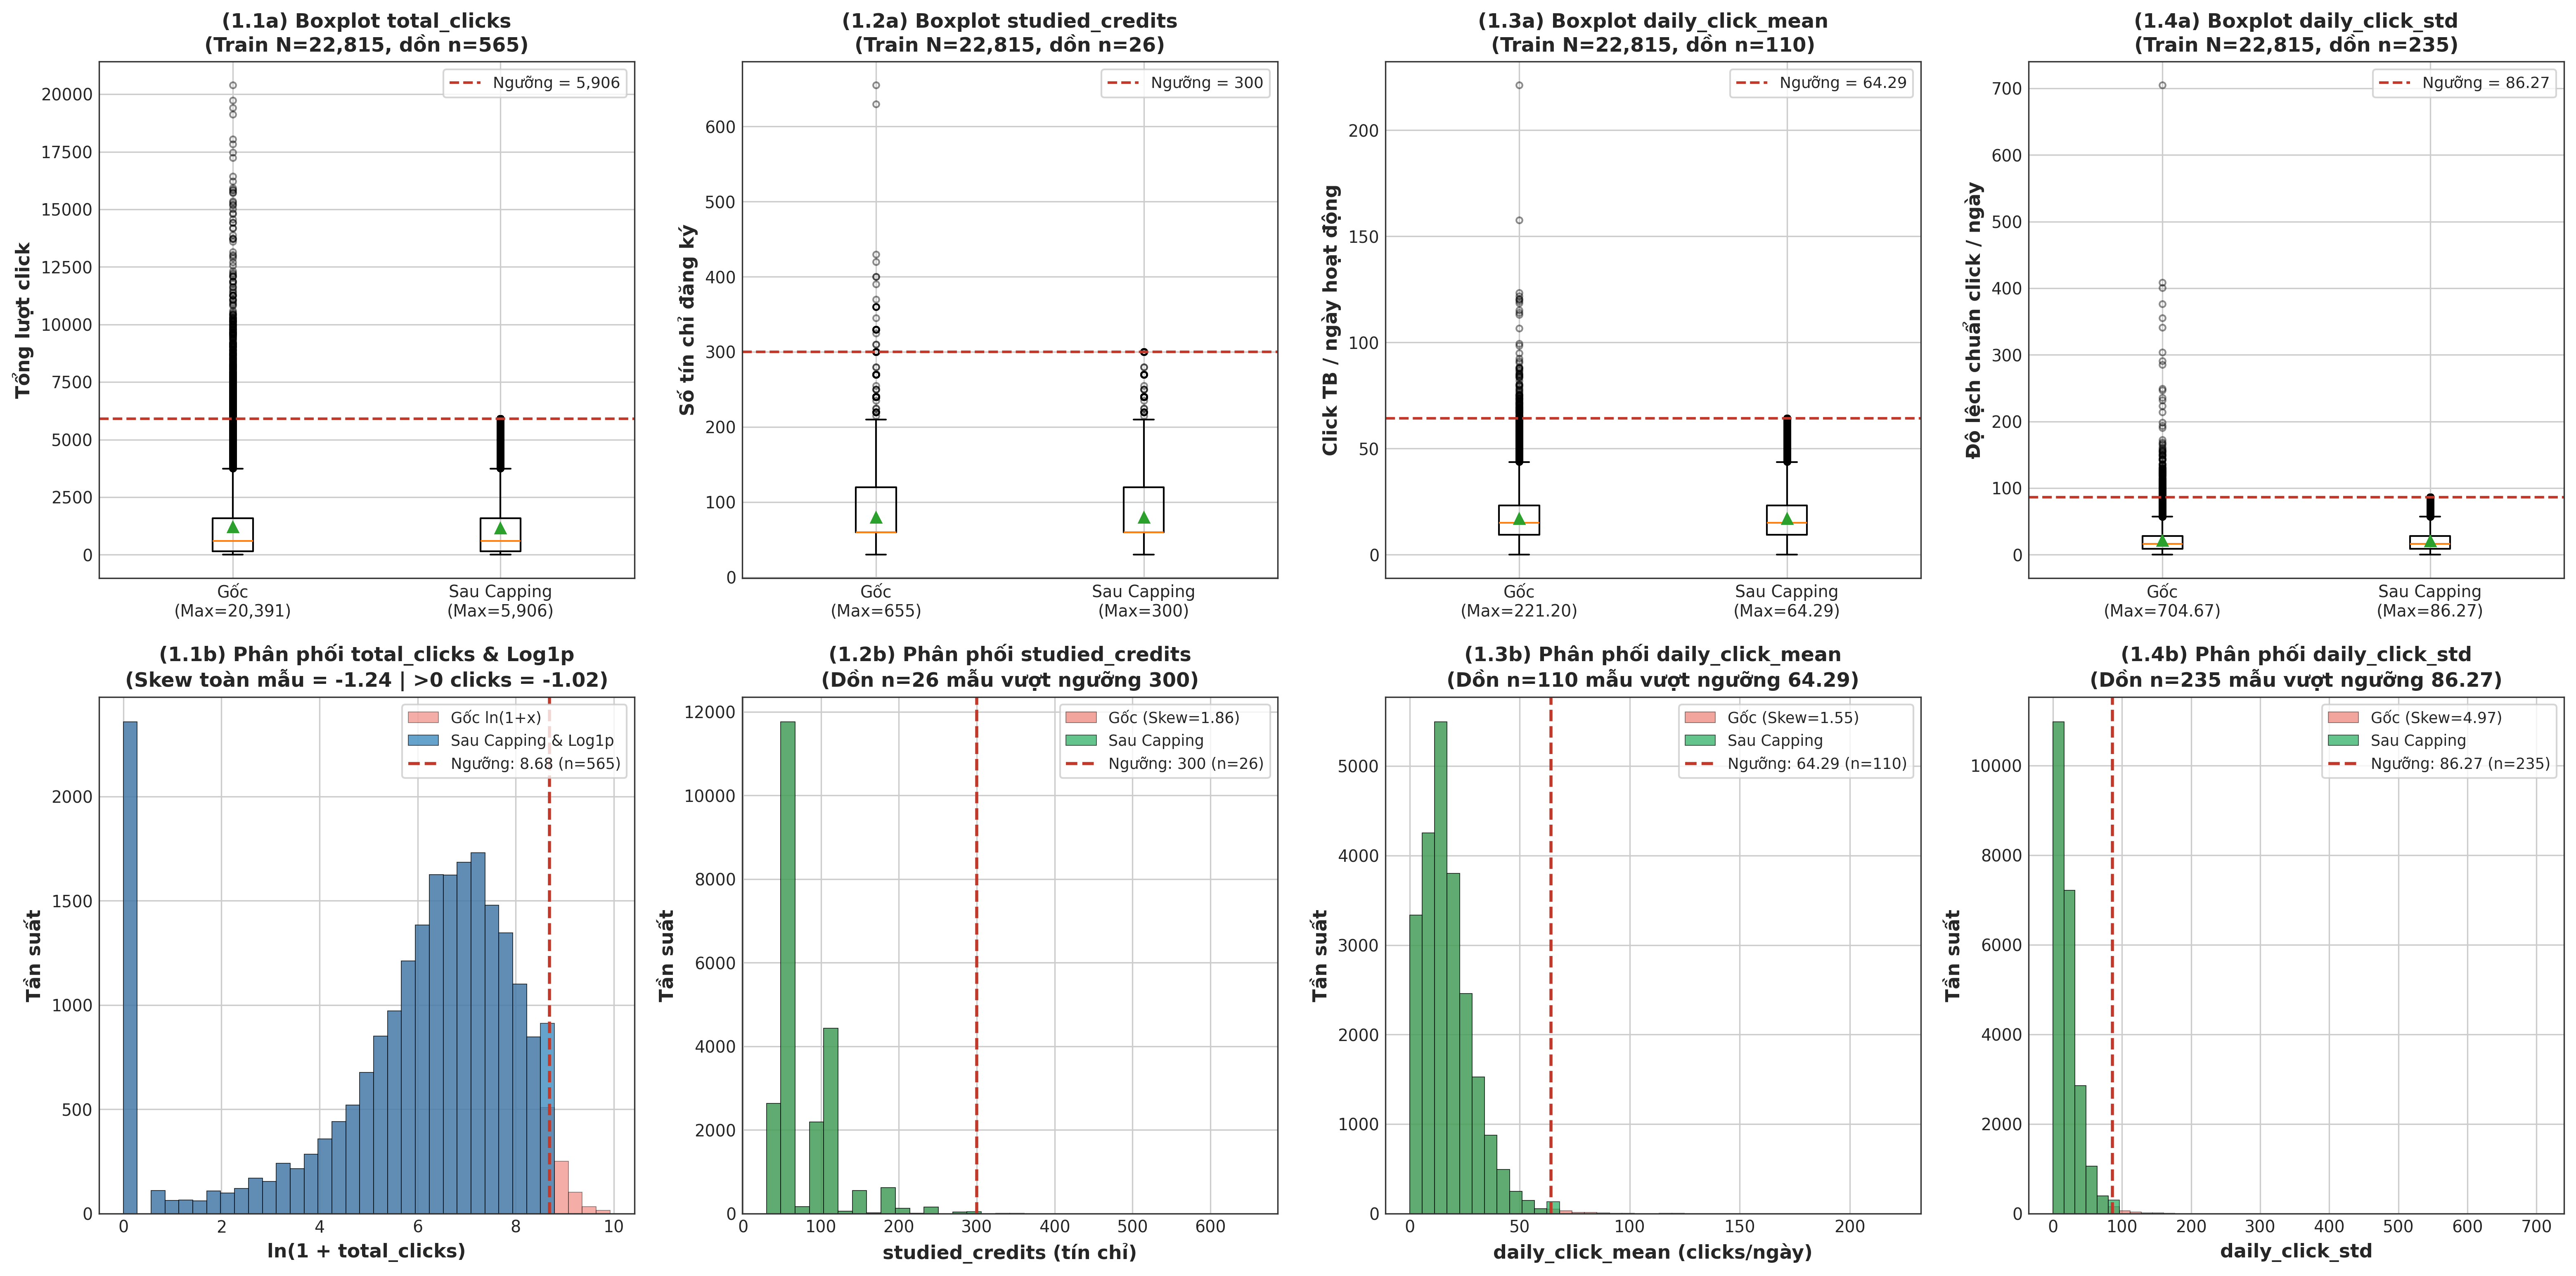 (1.1a) Boxplot total_clicks
(Train N=22,815, dồn n=565)
Ngưỡng = 5,906
Tổng lượt click
20000
17500
15000
12500
10000
7500
5000
2500
0
Gốc
(Max=20,391)
Sau Capping
(Max=5,906)
(1.2a) Boxplot studied_credits
(Train N=22,815, dồn n=26)
Ngưỡng = 300
Số tín chỉ đăng ký
600
500
400
300
200
100
0
Gốc
(Max=655)
Sau Capping
(Max=300)
(1.3a) Boxplot daily_click_mean
(Train N=22,815, dồn n=110)
Ngưỡng = 64.29
Click TB / ngày hoạt động
200
150
100
50
0
Gốc
(Max=221.20)
Sau Capping
(Max=64.29)
(1.4a) Boxplot daily_click_std
(Train N=22,815, dồn n=235)
Ngưỡng = 86.27
Độ lệch chuẩn click / ngày
700
600
500
400
300
200
100
0
Gốc
(Max=704.67)
Sau Capping
(Max=86.27)
(1.1b) Phân phối total_clicks & Log1p
(Skew toàn mẫu = -1.24 | >0 clicks = -1.02)
Gốc ln(1+x)
Sau Capping & Log1p
Ngưỡng: 8.68 (n=565)
Tần suất
2000
1500
1000
500
0
0 2 4 6 8 10
ln(1 + total_clicks)
(1.2b) Phân phối studied_credits
(Dồn n=26 mẫu vượt ngưỡng 300)
Gốc (Skew=1.86)
Sau Capping
Ngưỡng: 300 (n=26)
Tần suất
12000
10000
8000
6000
4000
2000
0
0 100 200 300 400 500 600
studied_credits (tín chỉ)
(1.3b) Phân phối daily_click_mean
(Dồn n=110 mẫu vượt ngưỡng 64.29)
Gốc (Skew=1.55)
Sau Capping
Ngưỡng: 64.29 (n=110)
Tần suất
5000
4000
3000
2000
1000
0
0 50 100 150 200
daily_click_mean (clicks/ngày)
(1.4b) Phân phối daily_click_std
(Dồn n=235 mẫu vượt ngưỡng 86.27)
Gốc (Skew=4.97)
Sau Capping
Ngưỡng: 86.27 (n=235)
Tần suất
10000
8000
6000
4000
2000
0
0 100 200 300 400 500 600 700
daily_click_std